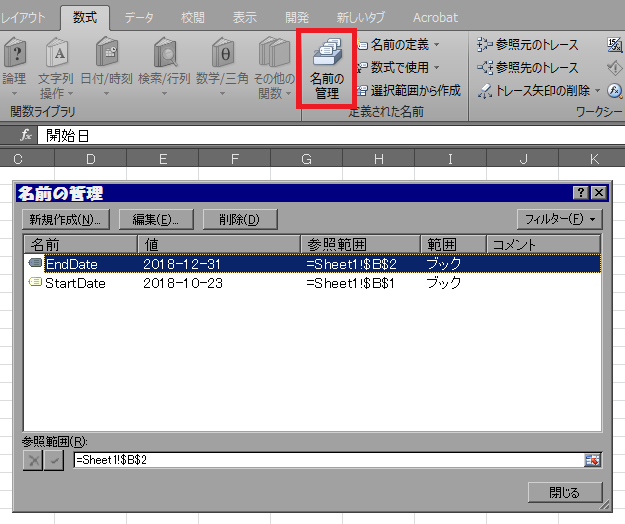 レイアウト 数式 データ 校閲 表示 開発 新しいタブ Acrobat
論理 文字列操作 日付/時刻 検索/行列 数学/三角 その他の関数
名前の管理
名前の定義
数式で使用
選択範囲から作成
参照元のトレース
参照先のトレース
トレース矢印の削除
関数ライブラリ 定義された名前 ワークシー
fx 開始日
C D E F G H I J K
名前の管理
新規作成(N)... 編集(E)... 削除(D) フィルター(F)
名前 値 参照範囲 範囲 コメント
EndDate 2018-12-31 =Sheet1!$B$2 ブック
StartDate 2018-10-23 =Sheet1!$B$1 ブック
参照範囲(R):
=Sheet1!$B$2
閉じる